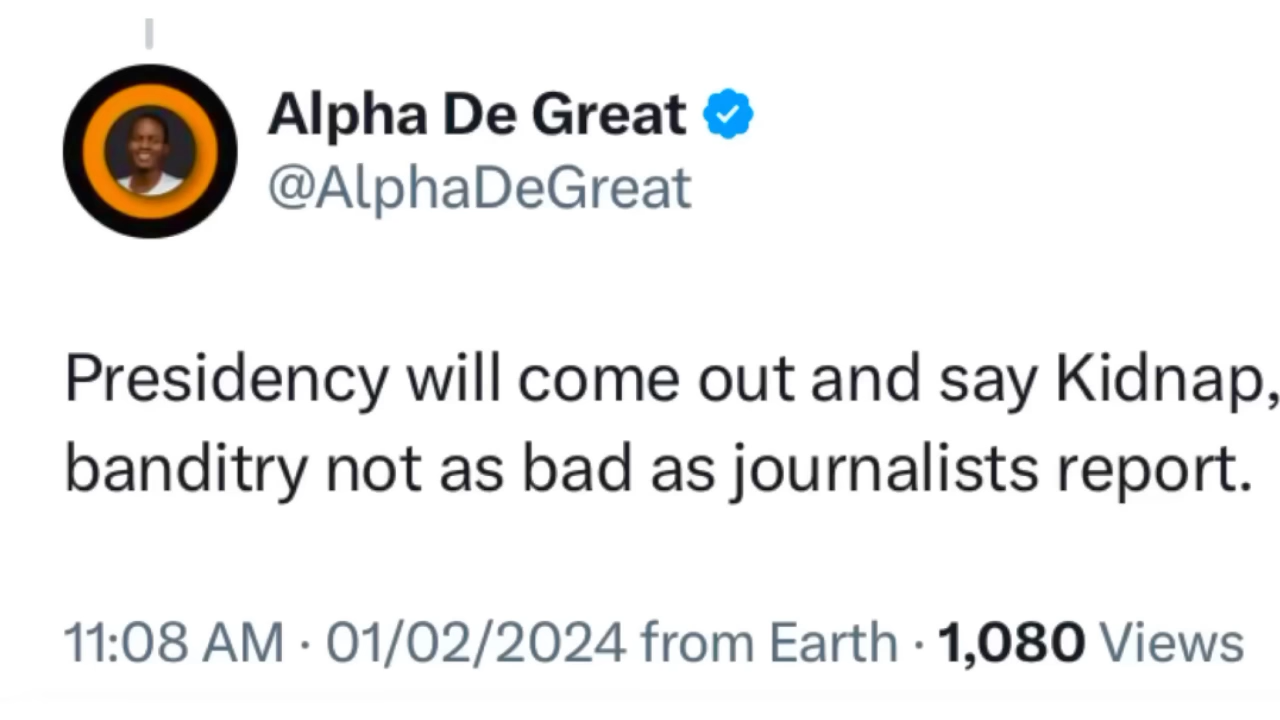 Alpha De Great
@AlphaDeGreat
Presidency will come out and say Kidnap,
banditry not as bad as journalists report.
11:08 AM · 01/02/2024 from Earth · 1,080 Views